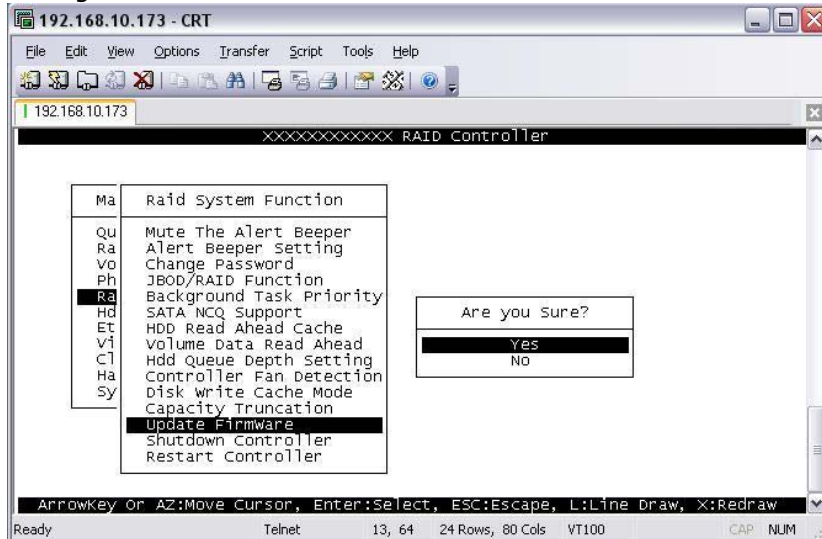 192.168.10.173 - CRT
File Edit View Options Transfer Script Tools Help
192.168.10.173
XXXXXXXXXXXX RAID Controller
Ma
Qu
Ra
Vo
Ph
Ra
Hd
Et
Vi
Cl
Ha
Sy
Raid System Function
Mute The Alert Beeper
Alert Beeper Setting
Change Password
JBOD/RAID Function
Background Task Priority
SATA NCQ Support
HDD Read Ahead Cache
Volume Data Read Ahead
Hdd Queue Depth Setting
Controller Fan Detection
Disk Write Cache Mode
Capacity Truncation
Update FirmWare
Shutdown Controller
Restart Controller
Are you Sure?
Yes
No
ArrowKey Or AZ:Move Cursor, Enter:Select, ESC:Escape, L:Line Draw, X:Redraw
Ready Telnet 13, 64 24 Rows, 80 Cols VT100 CAP NUM